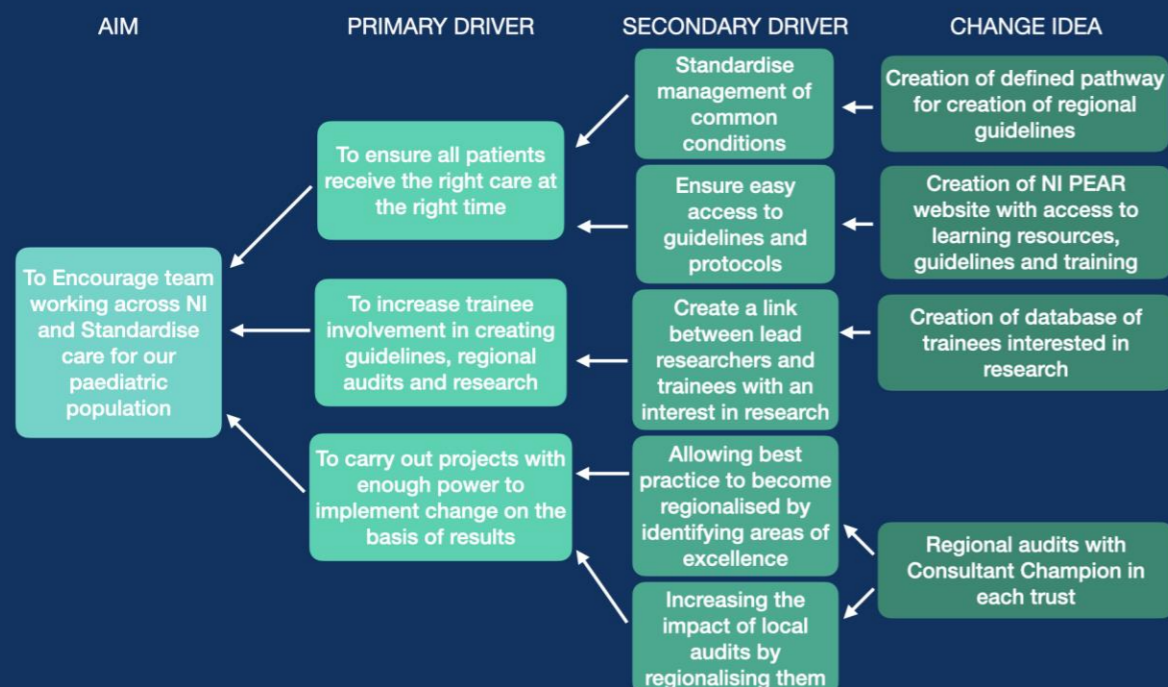 AIM
PRIMARY DRIVER
SECONDARY DRIVER
CHANGE IDEA
To Encourage team
working across NI
and Standardise
care for our
paediatric
population
To ensure all patients
receive the right care at
the right time
To increase trainee
involvement in creating
guidelines, regional
audits and research
To carry out projects with
enough power to
implement change on the
basis of results
Standardise
management of
common
conditions
Ensure easy
access to
guidelines and
protocols
Create a link
between lead
researchers and
trainees with an
interest in research
Allowing best
practice to become
regionalised by
identifying areas of
excellence
Increasing the
impact of local
audits by
regionalising them
Creation of defined pathway
for creation of regional
guidelines
Creation of NI PEAR
website with access to
learning resources,
guidelines and training
Creation of database of
trainees interested in
research
Regional audits with
Consultant Champion in
each trust